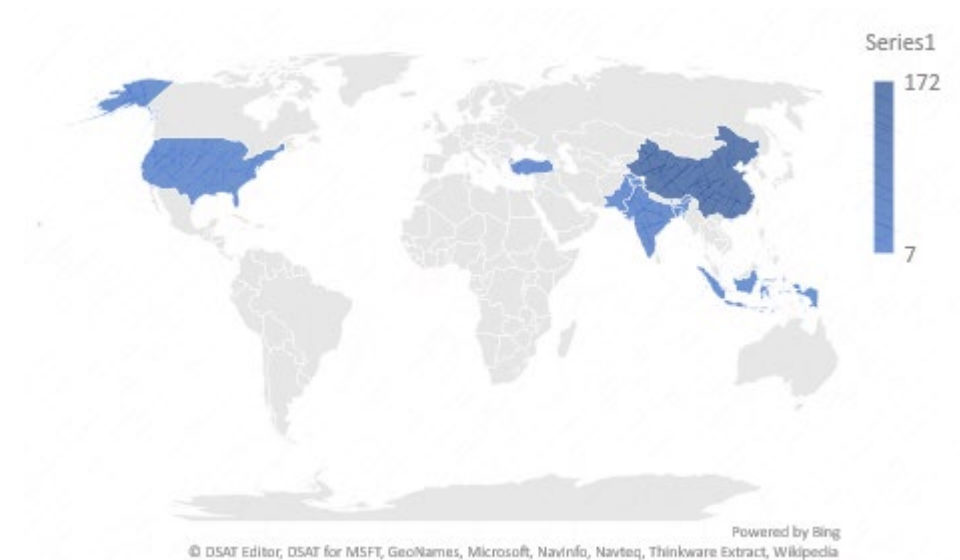 Series1
172
7
Powered by Bing
© DSAT Editor, DSAT for MSFT, GeoNames, Microsoft, NavInfo, Navteq, Thinkware Extract, Wikipedia